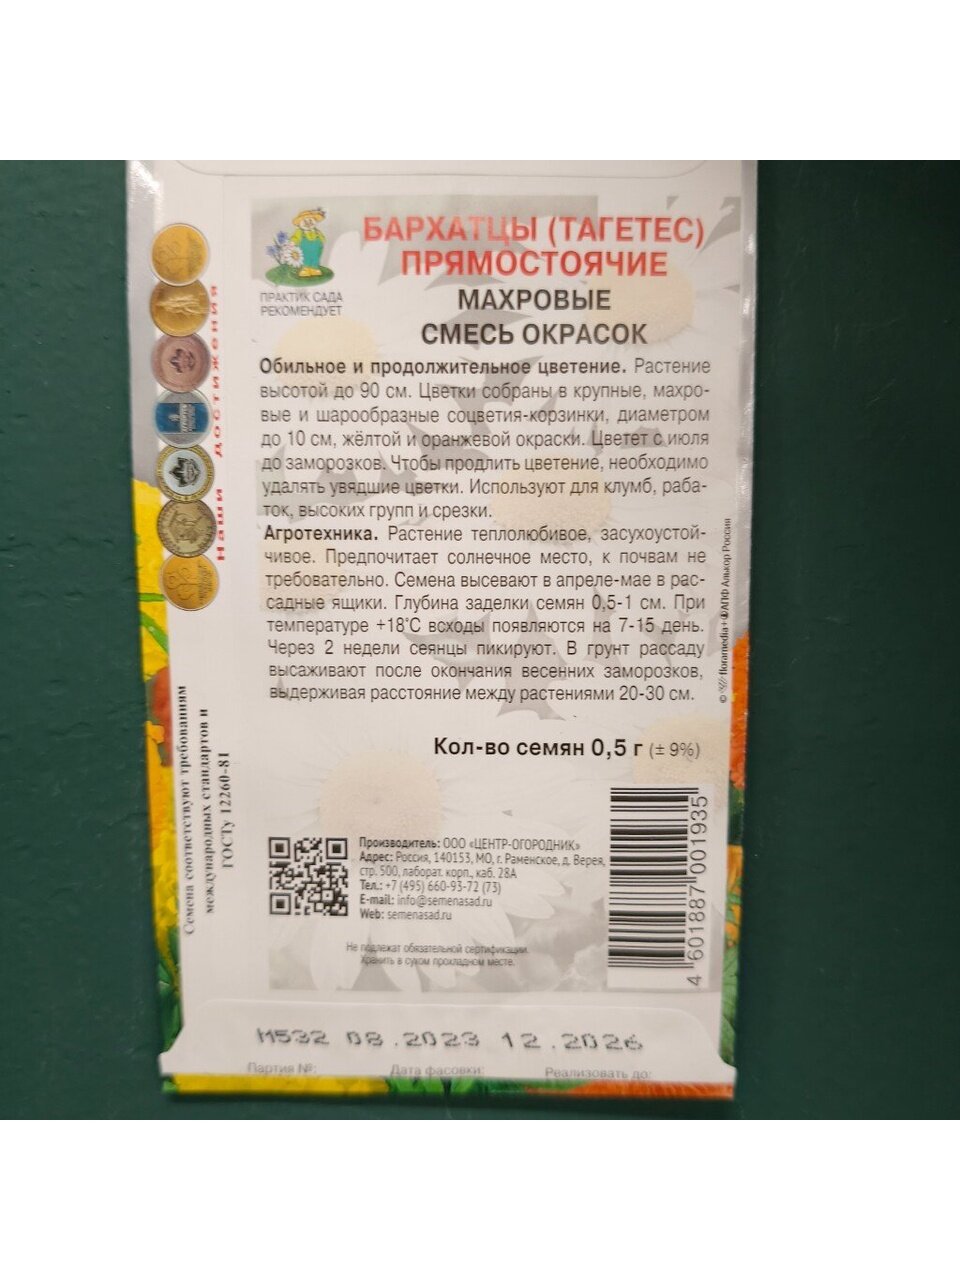 БАРХАТЦЫ (ТАГЕТЕС)
ПРЯМОСТОЯЧИЕ
МАХРОВЫЕ
СМЕСЬ ОКРАСОК
ПРАКТИК САДА
РЕКОМЕНДУЕТ
Обильное и продолжительное цветение. Растение
высотой до 90 см. Цветки собраны в крупные, махро-
вые и шарообразные соцветия-корзинки, диаметром
до 10 см, жёлтой и оранжевой окраски. Цветет с июля
до заморозков. Чтобы продлить цветение, необходимо
удалять увядшие цветки. Используют для клумб, раба-
ток, высоких групп и срезки.
Агротехника. Растение теплолюбивое, засухоустой-
чивое. Предпочитает солнечное место, к почвам не
требовательно. Семена высевают в апреле-мае в рас-
садные ящики. Глубина заделки семян 0,5-1 см. При
температуре +18°С всходы появляются на 7-15 день.
Через 2 недели сеянцы пикируют. В грунт рассаду
высаживают после окончания весенних заморозков,
выдерживая расстояние между растениями 20-30 см.
Кол-во семян 0,5 г (± 9%)
Производитель: ООО «ЦЕНТР-ОГОРОДНИК»
Адрес: Россия, 140153, МО, г. Раменское, д. Верея,
стр. 500, лаборат. корп., каб. 28А
Тел.: +7 (495) 660-93-72 (73)
E-mail: info@semenasad.ru
Web: semenasad.ru
Не подлежат обязательной сертификации.
Хранить в сухом прохладном месте.
4 601887 001935
Наши достижения
Семена соответствуют требованиям
международных стандартов и
ГОСТу 12260-81
floramedia+®АПФ Алькор Россия
М532 08.2023 12.2026
Партия №: Дата фасовки: Реализовать до: